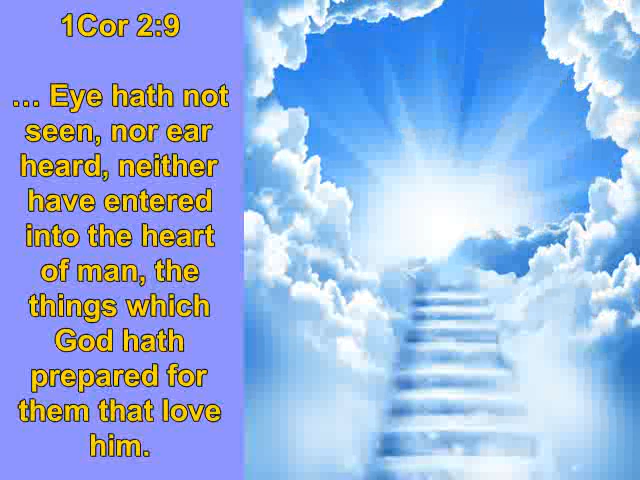 1Cor 2:9
… Eye hath not
seen, nor ear
heard, neither
have entered
into the heart
of man, the
things which
God hath
prepared for
them that love
him.